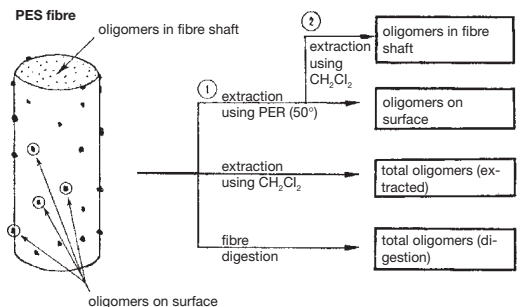 PES fibre
oligomers in fibre shaft
oligomers on surface
2
extraction
using
CH₂Cl₂
oligomers in fibre
shaft
1
extraction
using PER (50°)
oligomers on
surface
extraction
using CH₂Cl₂
total oligomers (ex-
tracted)
fibre
digestion
total oligomers (di-
gestion)